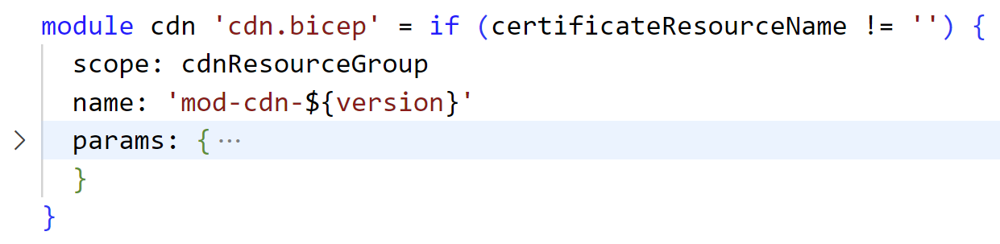 module cdn 'cdn.bicep' = if (certificateResourceName != '') {
scope: cdnResourceGroup
name: 'mod-cdn-${version}'
params: {···
}
}